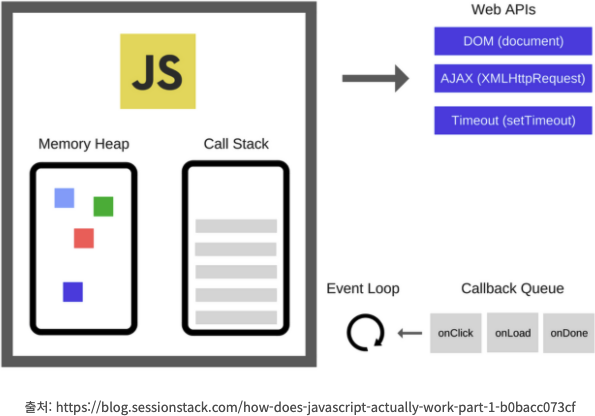 Web APIs
DOM (document)
AJAX (XMLHttpRequest)
Timeout (setTimeout)
JS
Memory Heap
Call Stack
Event Loop
Callback Queue
onClick
onLoad
onDone
출처: https://blog.sessionstack.com/how-does-javascript-actually-work-part-1-b0bacc073cf